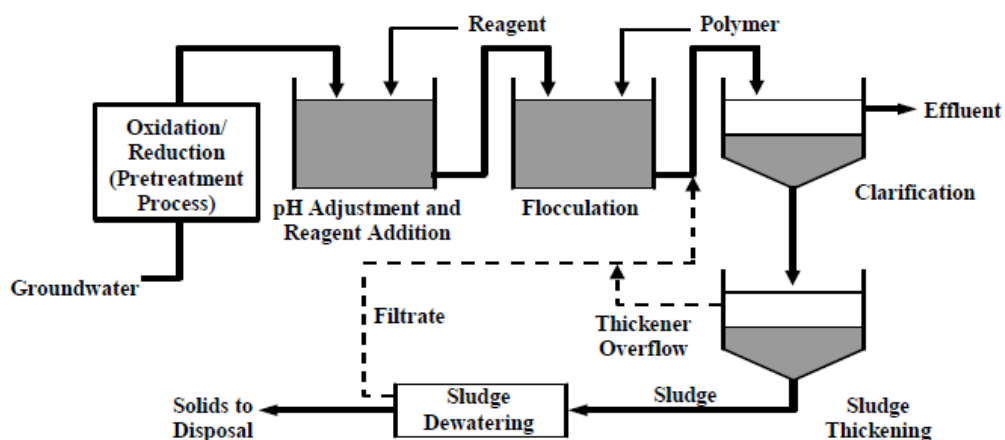 Reagent
Polymer
Oxidation/
Reduction
(Pretreatment
Process)
Effluent
pH Adjustment and
Reagent Addition
Flocculation
Clarification
Groundwater
Filtrate
Thickener
Overflow
Solids to
Disposal
Sludge
Dewatering
Sludge
Sludge
Thickening